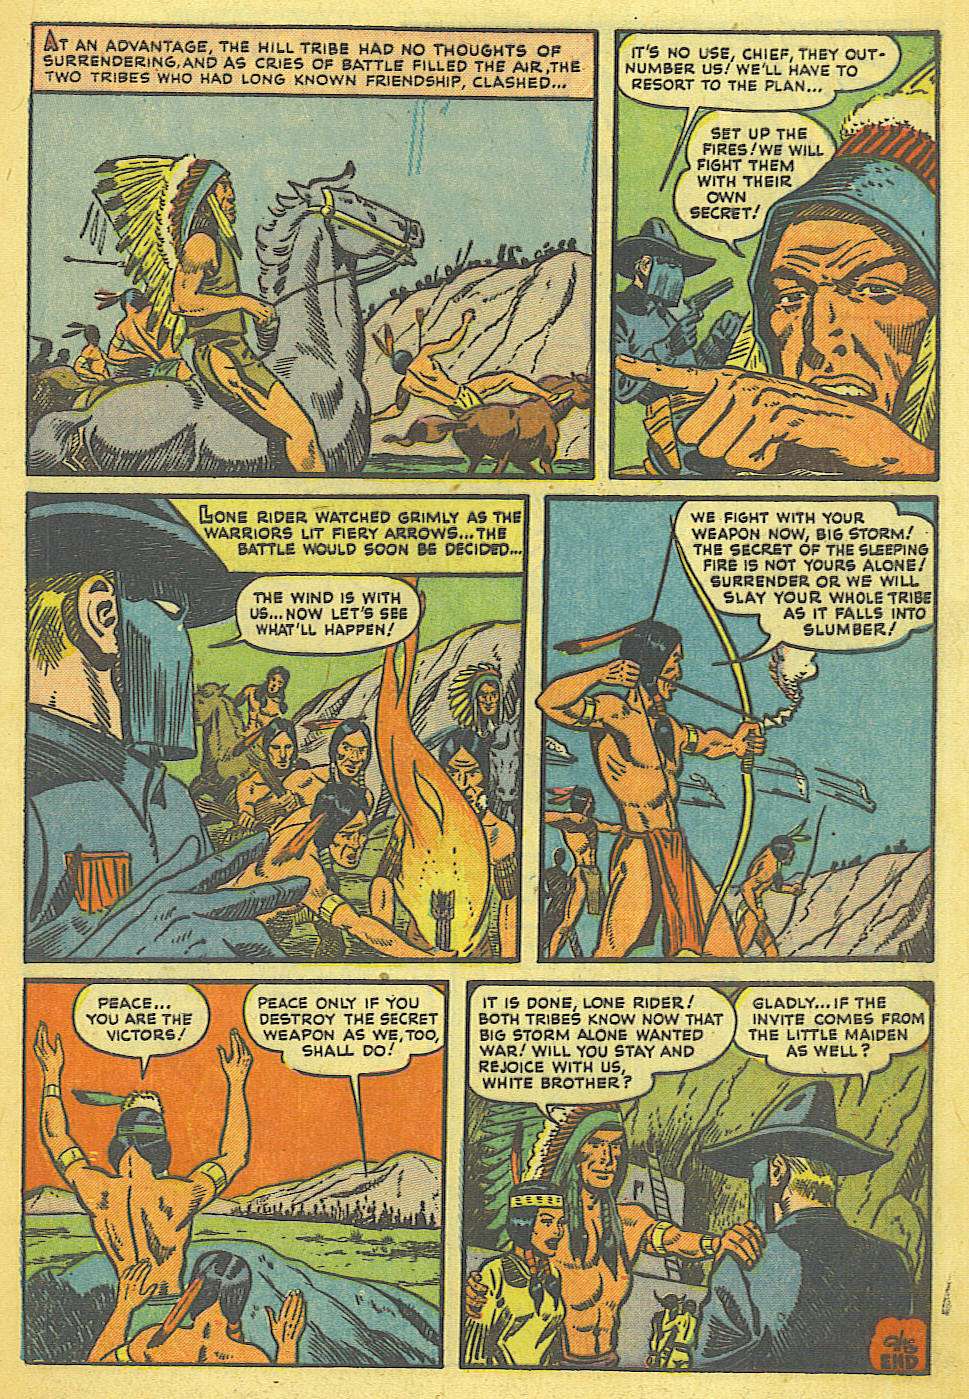 AT AN ADVANTAGE, THE HILL TRIBE HAD NO THOUGHTS OF
SURRENDERING, AND AS CRIES OF BATTLE FILLED THE AIR, THE
TWO TRIBES WHO HAD LONG KNOWN FRIENDSHIP, CLASHED...
IT'S NO USE, CHIEF, THEY OUT-
NUMBER US! WE'LL HAVE TO
RESORT TO THE PLAN...
SET UP THE
FIRES! WE WILL
FIGHT THEM
WITH THEIR
OWN
SECRET!
LONE RIDER WATCHED GRIMLY AS THE
WARRIORS LIT FIERY ARROWS... THE
BATTLE WOULD SOON BE DECIDED...
THE WIND IS WITH
US... NOW LET'S SEE
WHAT'LL HAPPEN!
WE FIGHT WITH YOUR
WEAPON NOW, BIG STORM!
THE SECRET OF THE SLEEPING
FIRE IS NOT YOURS ALONE!
SURRENDER OR WE WILL
SLAY YOUR WHOLE TRIBE
AS IT FALLS INTO
SLUMBER!
PEACE...
YOU ARE THE
VICTORS!
PEACE ONLY IF YOU
DESTROY THE SECRET
WEAPON AS WE, TOO,
SHALL DO!
IT IS DONE, LONE RIDER!
BOTH TRIBES KNOW NOW THAT
BIG STORM ALONE WANTED
WAR! WILL YOU STAY AND
REJOICE WITH US,
WHITE BROTHER?
GLADLY... IF THE
INVITE COMES FROM
THE LITTLE MAIDEN
AS WELL?
THE
END